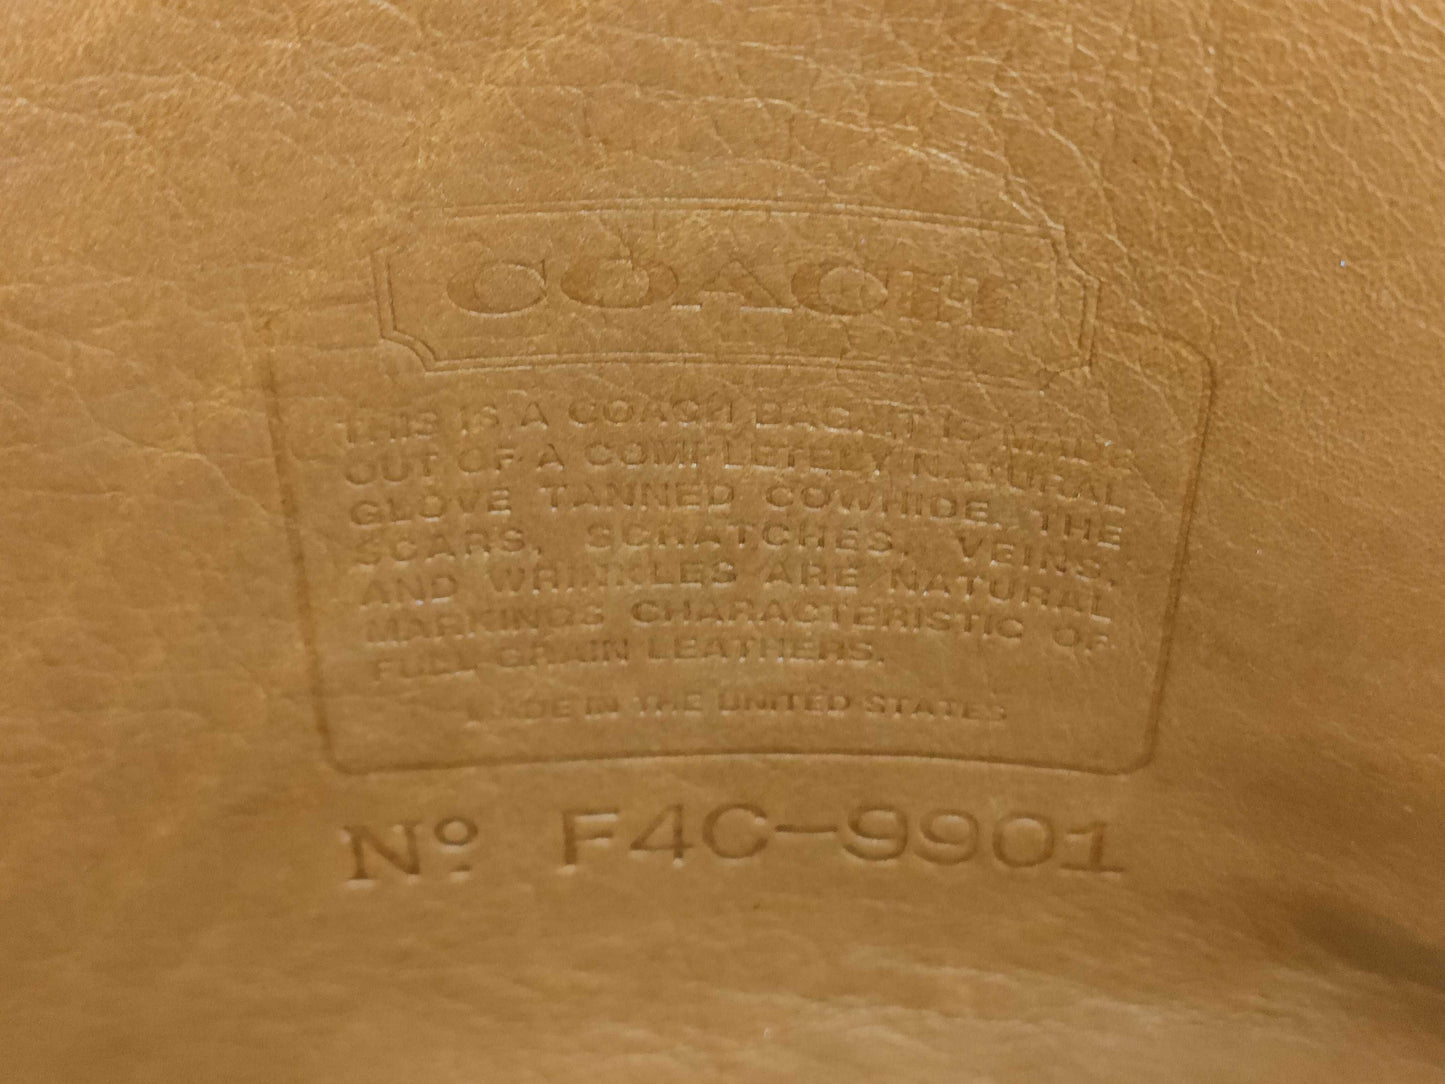 COACH
THIS IS A COACH BAG. IT IS MADE
OUT OF A COMPLETELY NATURAL
GLOVE TANNED COWHIDE. THE
SCARS, SCRATCHES, VEINS,
AND WRINKLES ARE NATURAL
MARKINGS CHARACTERISTIC OF
FULL GRAIN LEATHERS.
MADE IN THE UNITED STATES
Nº F4C-9901